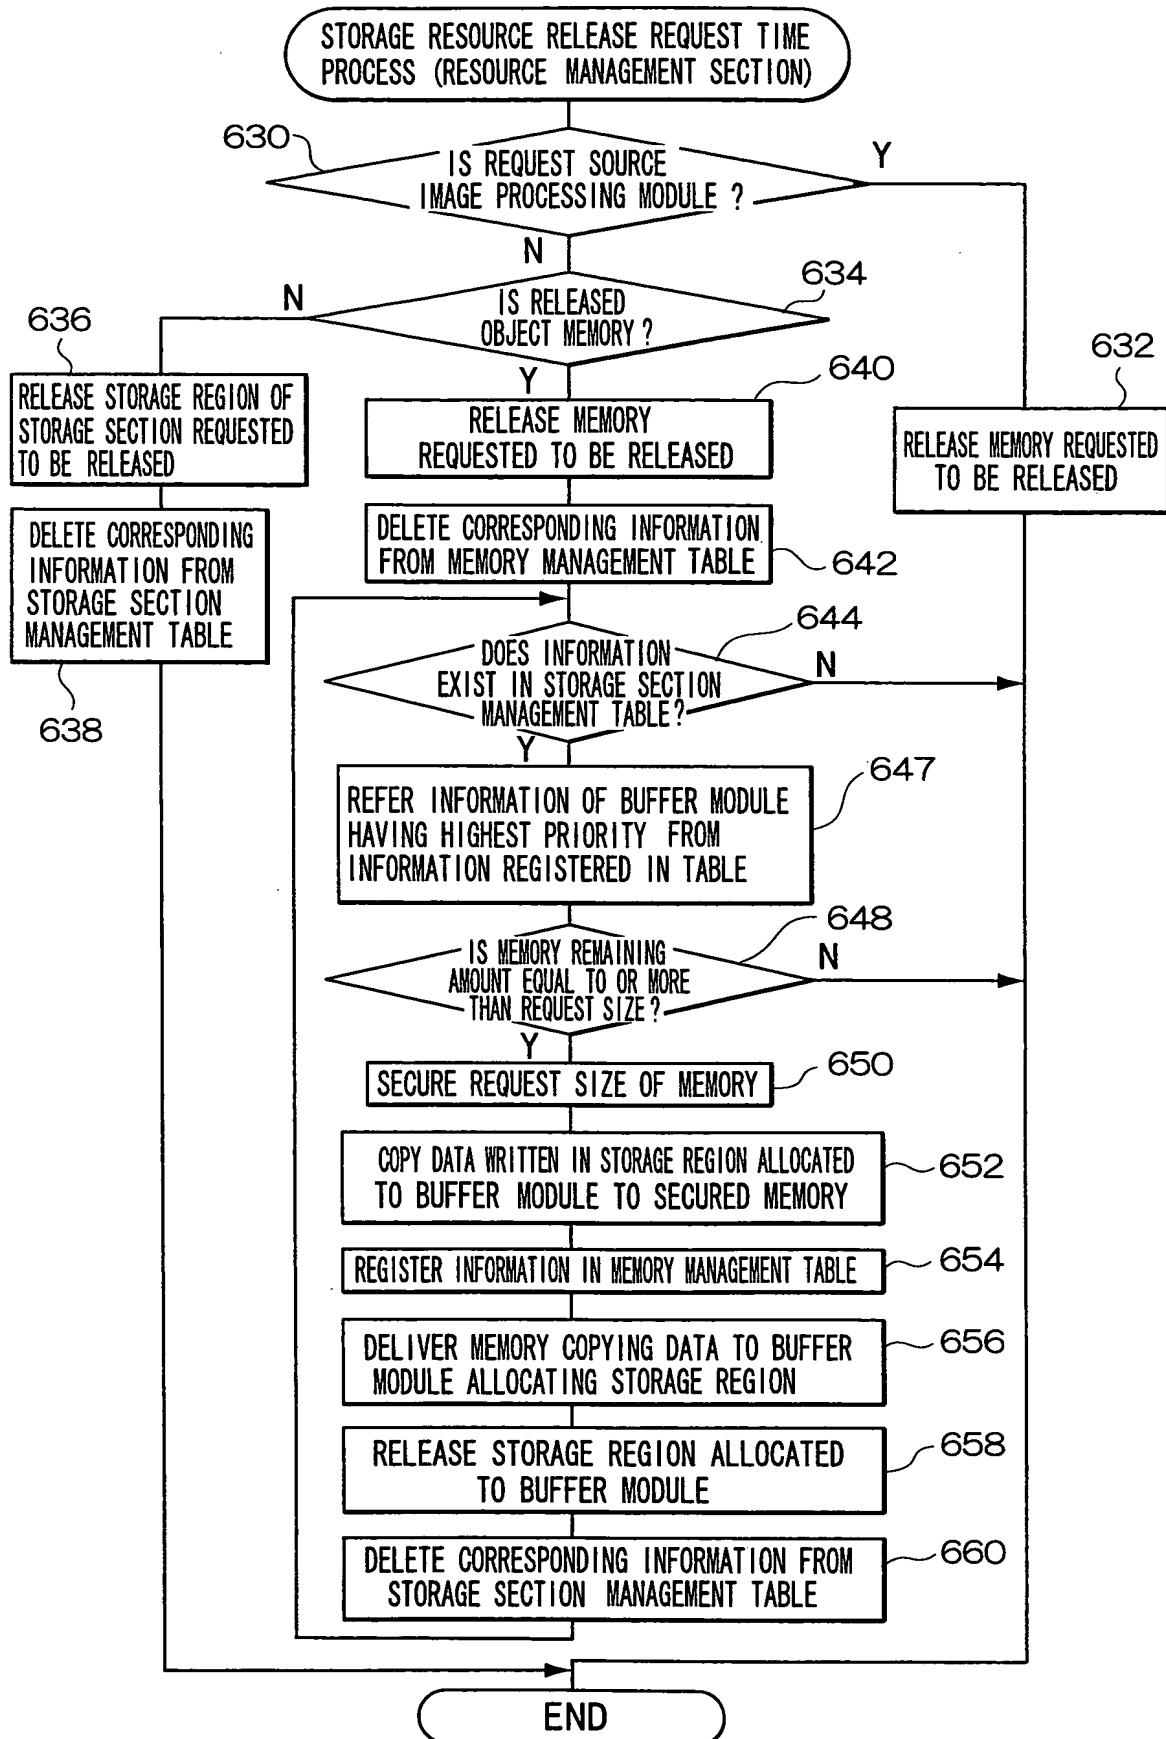 STORAGE RESOURCE RELEASE REQUEST TIME
PROCESS (RESOURCE MANAGEMENT SECTION)
630
IS REQUEST SOURCE
IMAGE PROCESSING MODULE ?
Y
N
634
IS RELEASED
OBJECT MEMORY ?
N
Y
636
RELEASE STORAGE REGION OF
STORAGE SECTION REQUESTED
TO BE RELEASED
640
RELEASE MEMORY
REQUESTED TO BE RELEASED
632
RELEASE MEMORY REQUESTED
TO BE RELEASED
DELETE CORRESPONDING
INFORMATION FROM
STORAGE SECTION
MANAGEMENT TABLE
638
DELETE CORRESPONDING INFORMATION
FROM MEMORY MANAGEMENT TABLE
642
644
DOES INFORMATION
EXIST IN STORAGE SECTION
MANAGEMENT TABLE?
N
Y
647
REFER INFORMATION OF BUFFER MODULE
HAVING HIGHEST PRIORITY FROM
INFORMATION REGISTERED IN TABLE
648
IS MEMORY REMAINING
AMOUNT EQUAL TO OR MORE
THAN REQUEST SIZE?
N
Y
SECURE REQUEST SIZE OF MEMORY
650
COPY DATA WRITTEN IN STORAGE REGION ALLOCATED
TO BUFFER MODULE TO SECURED MEMORY
652
REGISTER INFORMATION IN MEMORY MANAGEMENT TABLE
654
DELIVER MEMORY COPYING DATA TO BUFFER
MODULE ALLOCATING STORAGE REGION
656
RELEASE STORAGE REGION ALLOCATED
TO BUFFER MODULE
658
DELETE CORRESPONDING INFORMATION FROM
STORAGE SECTION MANAGEMENT TABLE
660
END